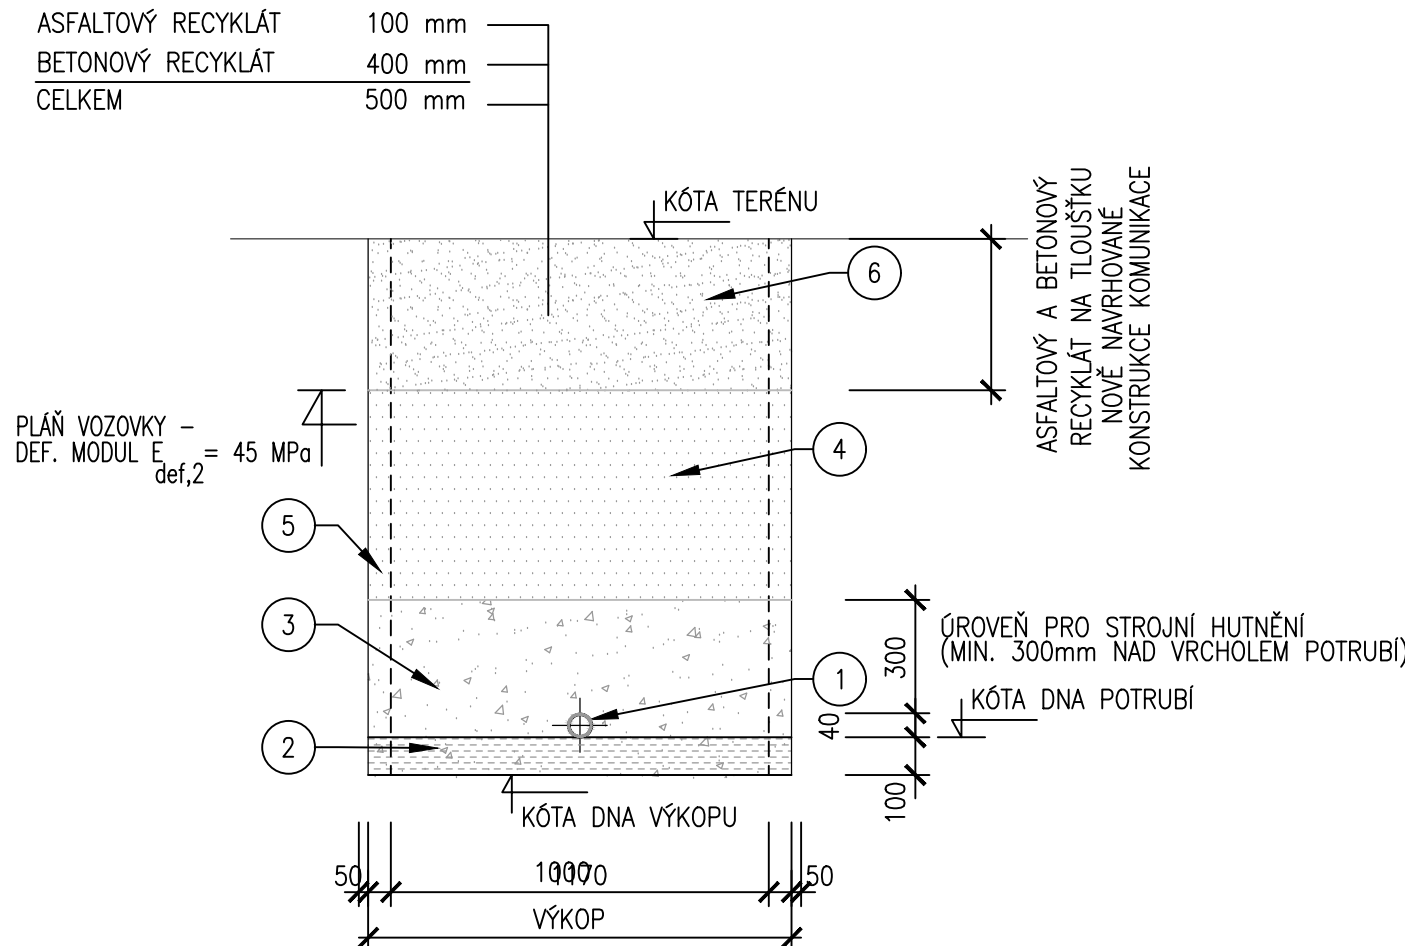 ASFALTOVÝ RECYKLÁT 100 mm
BETONOVÝ RECYKLÁT 400 mm
CELKEM 500 mm
KÓTA TERÉNU
6
ASFALTOVÝ A BETONOVÝ
RECYKLÁT NA TLOUŠŤKU
NOVĚ NAVRHOVANÉ
KONSTRUKCE KOMUNIKACE
PLÁŇ VOZOVKY –
DEF. MODUL E def,2 = 45 MPa
4
5
3
ÚROVEŇ PRO STROJNÍ HUTNĚNÍ
(MIN. 300mm NAD VRCHOLEM POTRUBÍ)
300
1
KÓTA DNA POTRUBÍ
40
2
100
KÓTA DNA VÝKOPU
50 1000 1170 50
VÝKOP